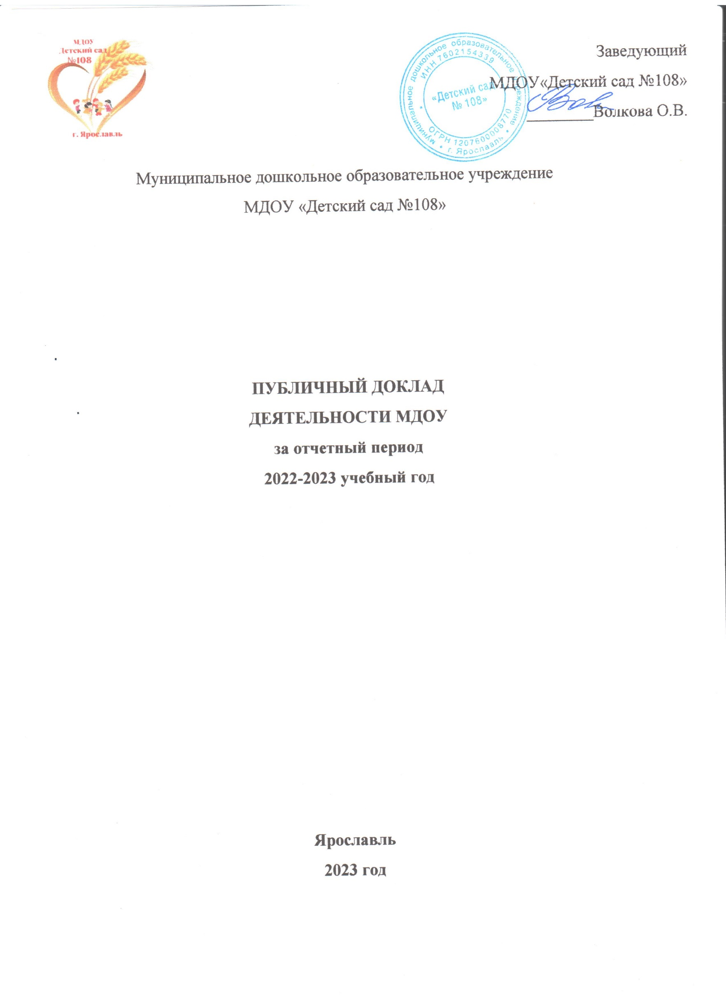 МДОУ
Детский сад
№108
г. Ярославль
муниципальное дошкольное образовательное учреждение • г. Ярославль •
ИНН 7602154339
«Детский сад
№ 108»
ОГРН 1207600008770
Заведующий
МДОУ«Детский сад №108»
Волкова О.В.
Муниципальное дошкольное образовательное учреждение
МДОУ «Детский сад №108»
ПУБЛИЧНЫЙ ДОКЛАД
ДЕЯТЕЛЬНОСТИ МДОУ
за отчетный период
2022-2023 учебный год
Ярославль
2023 год